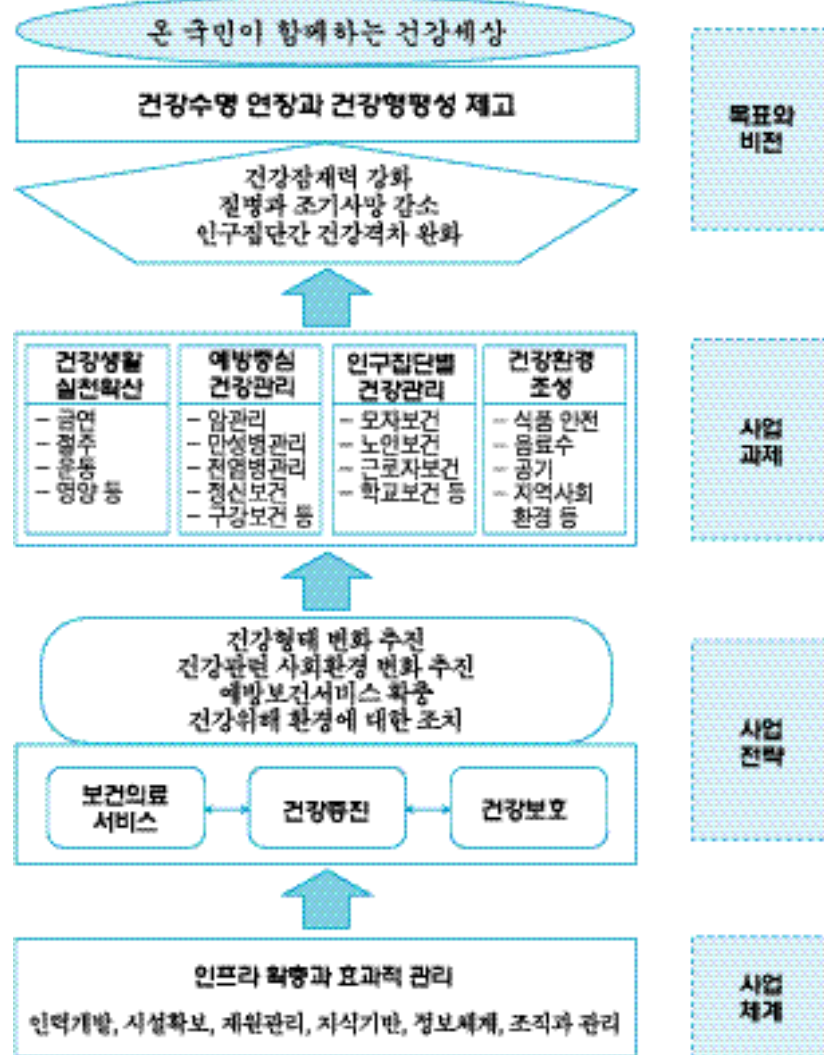 온 국민이 함께하는 건강세상
건강수명 연장과 건강형평성 제고
목표와
비전
건강잠재력 강화
질병과 조기사망 감소
인구집단간 건강격차 완화
건강생활
실천확산
- 금연
- 절주
- 운동
- 영양 등
예방중심
건강관리
- 암관리
- 만성병관리
- 전염병관리
- 정신보건
- 구강보건 등
인구집단별
건강관리
- 모자보건
- 노인보건
- 근로자보건
- 학교보건 등
건강환경
조성
- 식품 안전
- 음료수
- 공기
- 지역사회
환경 등
사업
과제
건강형태 변화 추진
건강관련 사회환경 변화 추진
예방보건서비스 확충
건강위해 환경에 대한 조치
보건의료
서비스
건강증진
건강보호
사업
전략
인프라 확충과 효과적 관리
인력개발, 시설확보, 재원관리, 지식기반, 정보체계, 조직과 관리
사업
체계